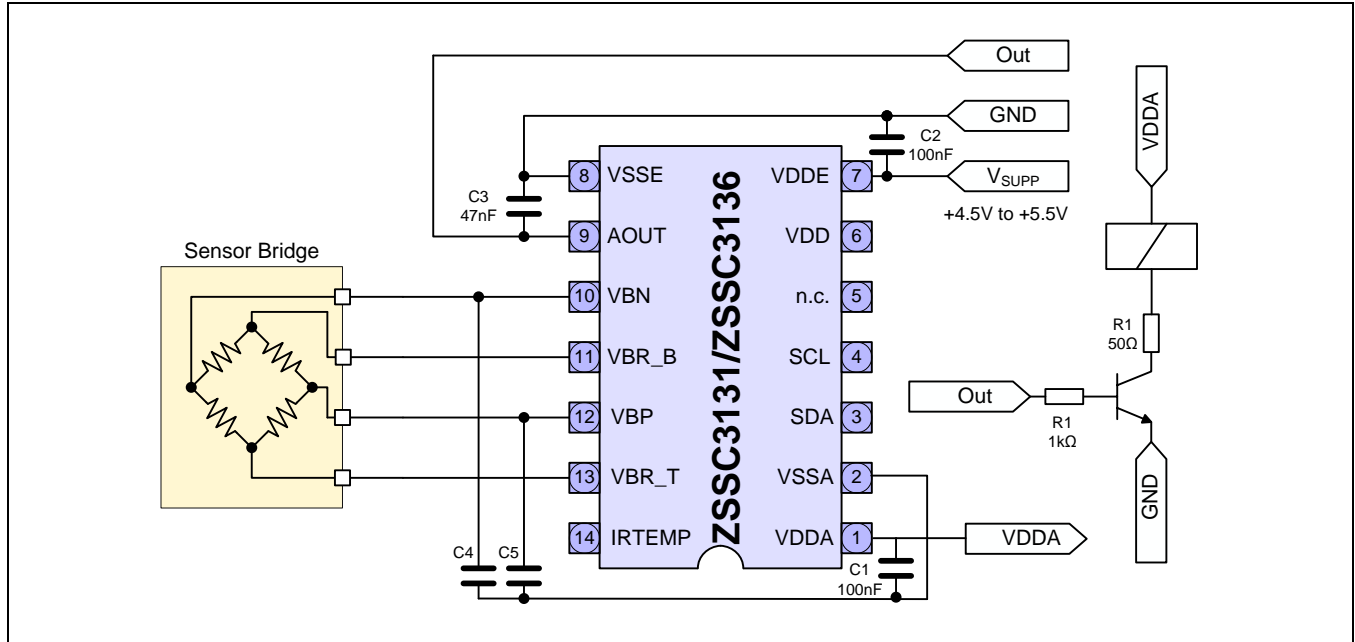 Out
GND
C2
100nF
VDDA
8 VSSE
VDDE 7
VSUPP
+4.5V to +5.5V
C3
47nF
9 AOUT
VDD 6
Sensor Bridge
10 VBN
n.c. 5
11 VBR_B
SCL 4
12 VBP
SDA 3
13 VBR_T
VSSA 2
14 IRTEMP
VDDA 1
ZSSC3131/ZSSC3136
R1
50Ω
Out
R1
1kΩ
GND
VDDA
C4
C5
C1
100nF